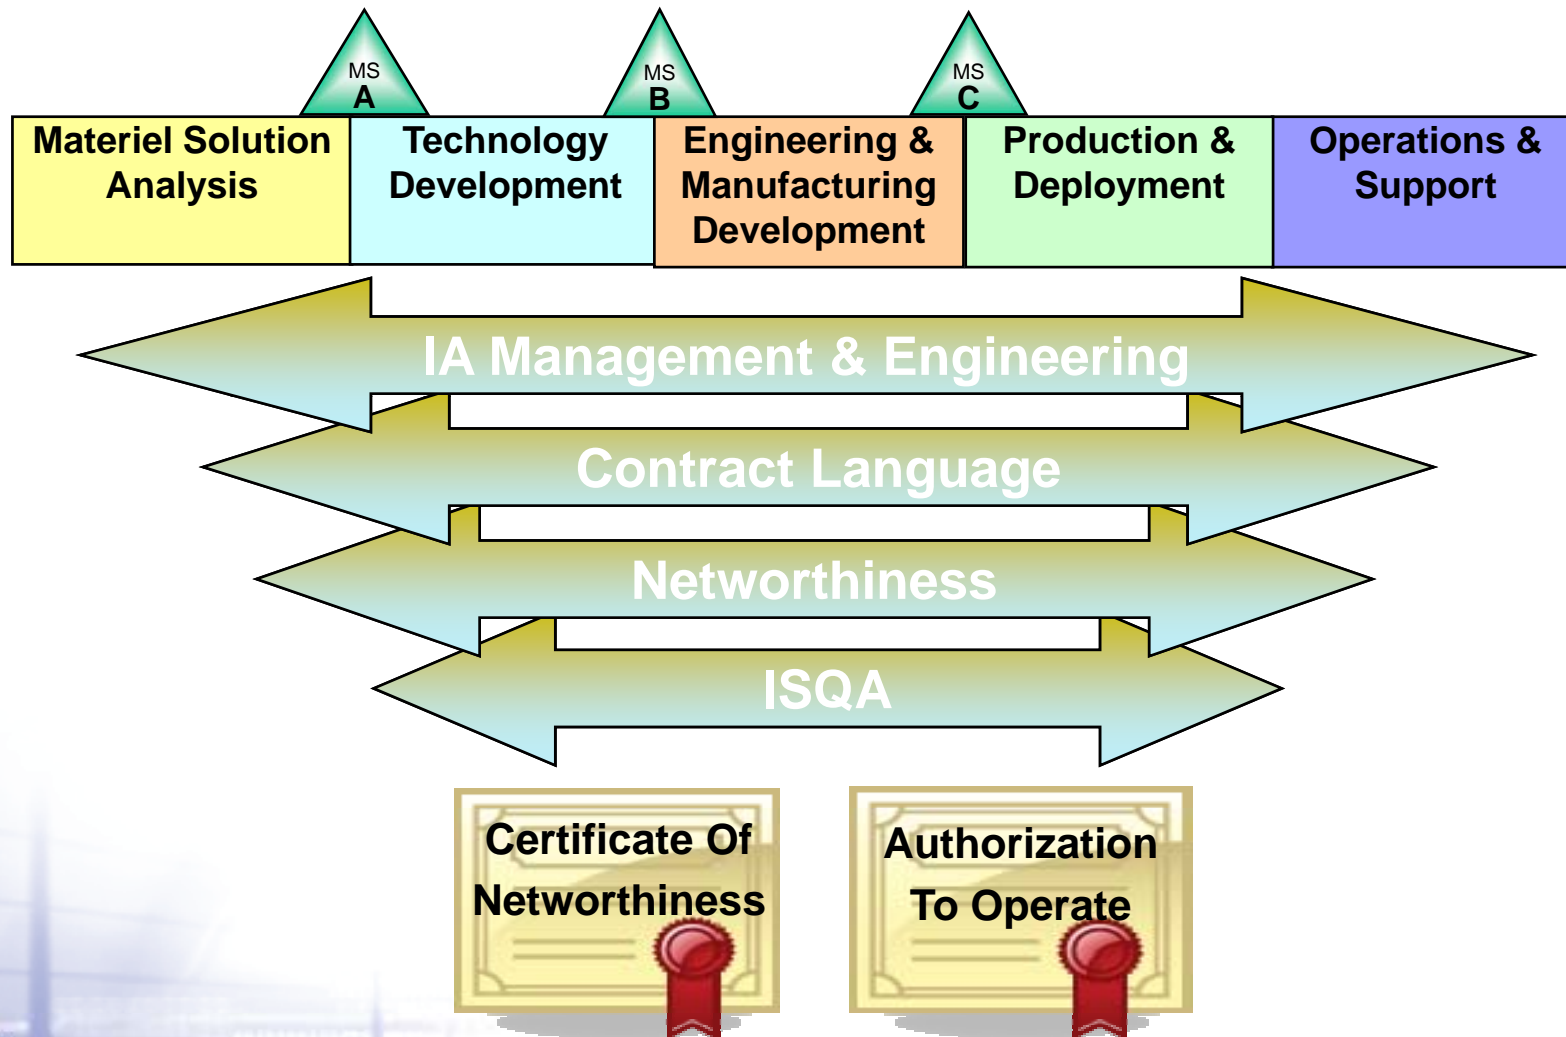 MS
A
MS
B
MS
C
Materiel Solution
Analysis
Technology
Development
Engineering &
Manufacturing
Development
Production &
Deployment
Operations &
Support
IA Management & Engineering
Contract Language
Networthiness
ISQA
Certificate Of
Networthiness
Authorization
To Operate